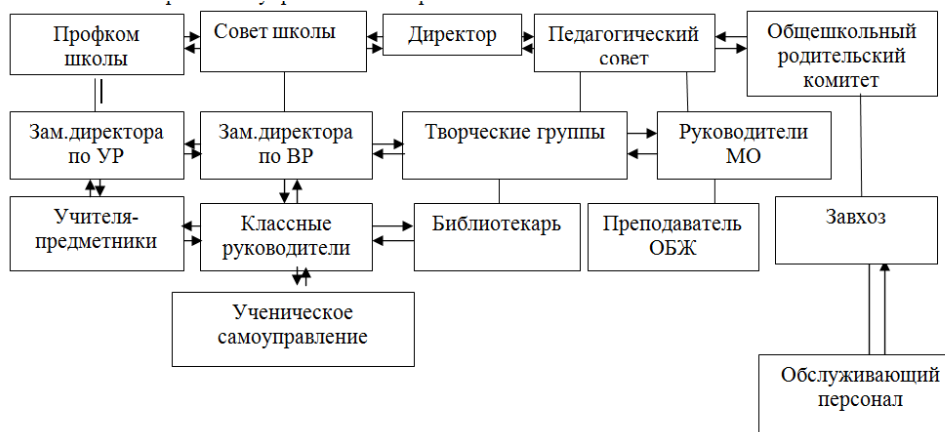 Профком
школы
Совет школы
Директор
Педагогический
совет
Общешкольный
родительский
комитет
Зам.директора
по УР
Зам.директора
по ВР
Творческие группы
Руководители
МО
Учителя-
предметники
Классные
руководители
Библиотекарь
Преподаватель
ОБЖ
Завхоз
Ученическое
самоуправление
Обслуживающий
персонал